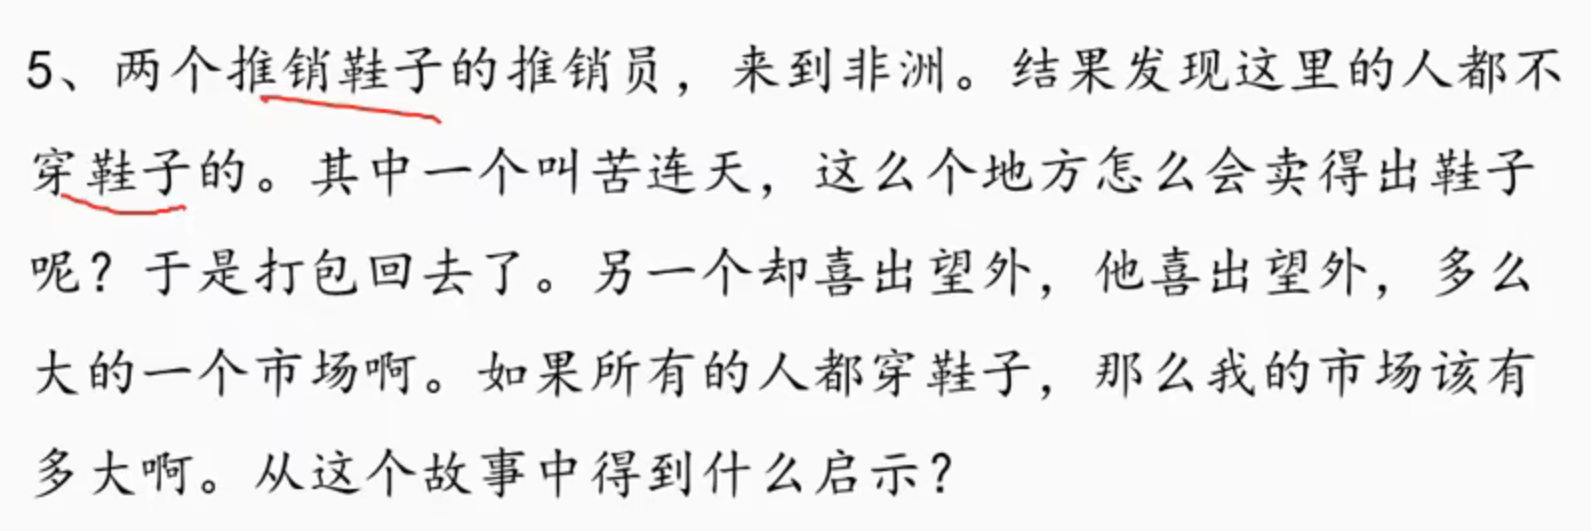 5、两个推销鞋子的推销员，来到非洲。结果发现这里的人都不
穿鞋子的。其中一个叫苦连天，这么个地方怎么会卖得出鞋子
呢？于是打包回去了。另一个却喜出望外，他喜出望外，多么
大的一个市场啊。如果所有的人都穿鞋子，那么我的市场该有
多大啊。从这个故事中得到什么启示？